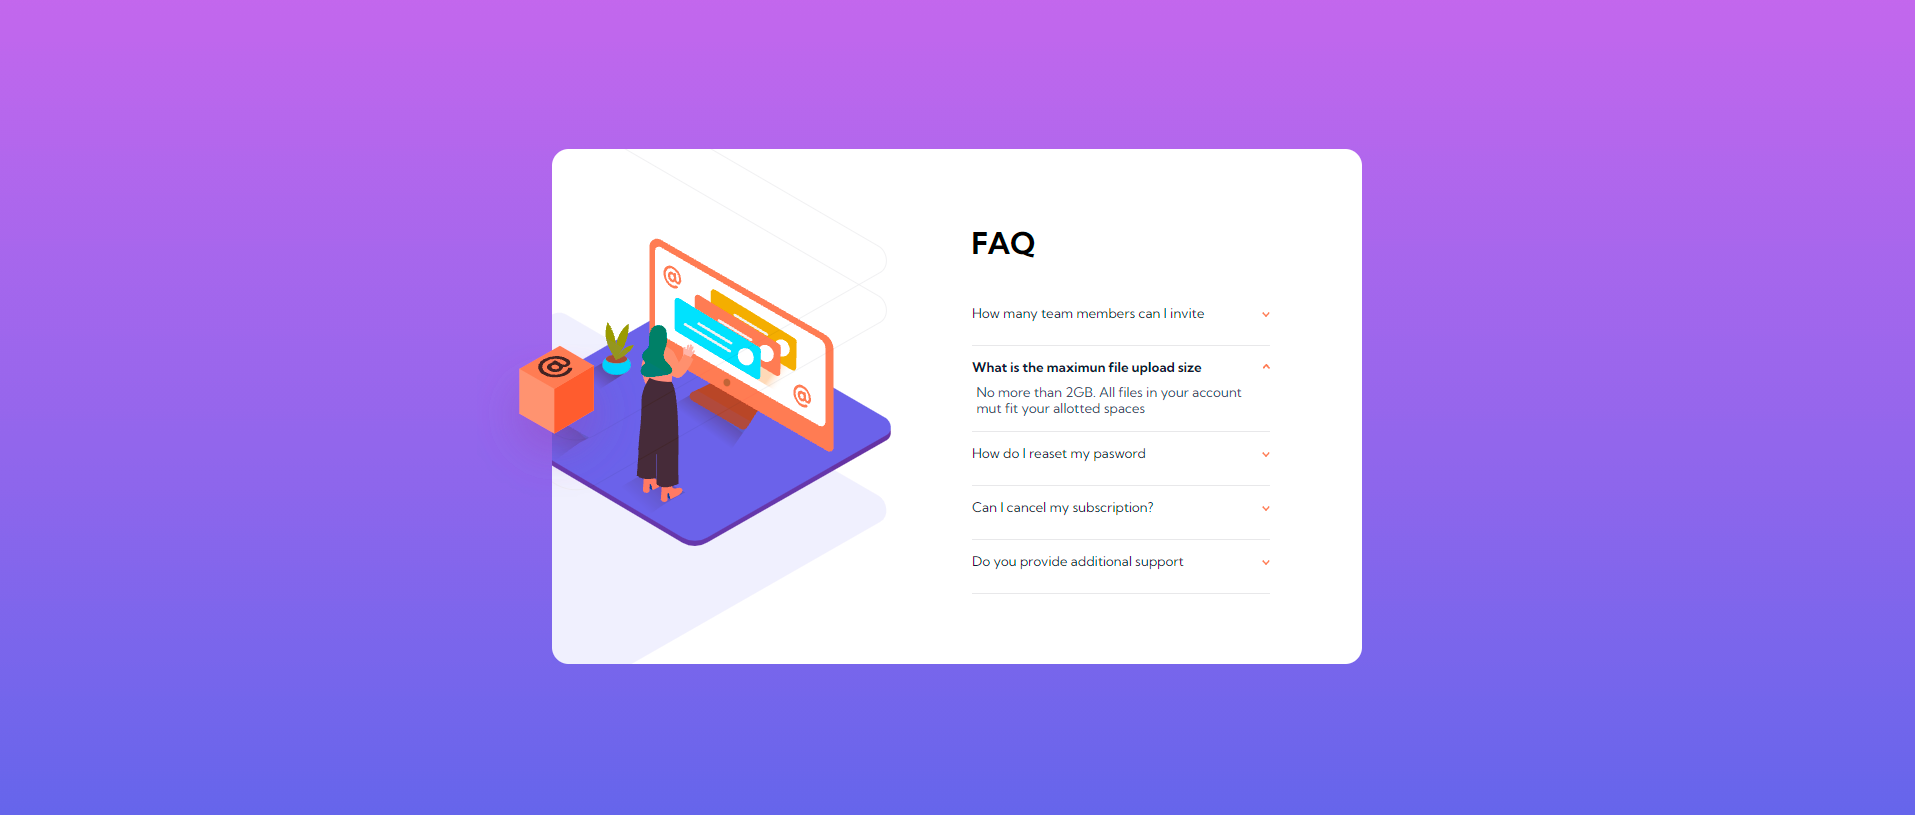 @
@
@
FAQ
How many team members can I invite
What is the maximun file upload size
No more than 2GB. All files in your account
mut fit your allotted spaces
How do I reaset my pasword
Can I cancel my subscription?
Do you provide additional support